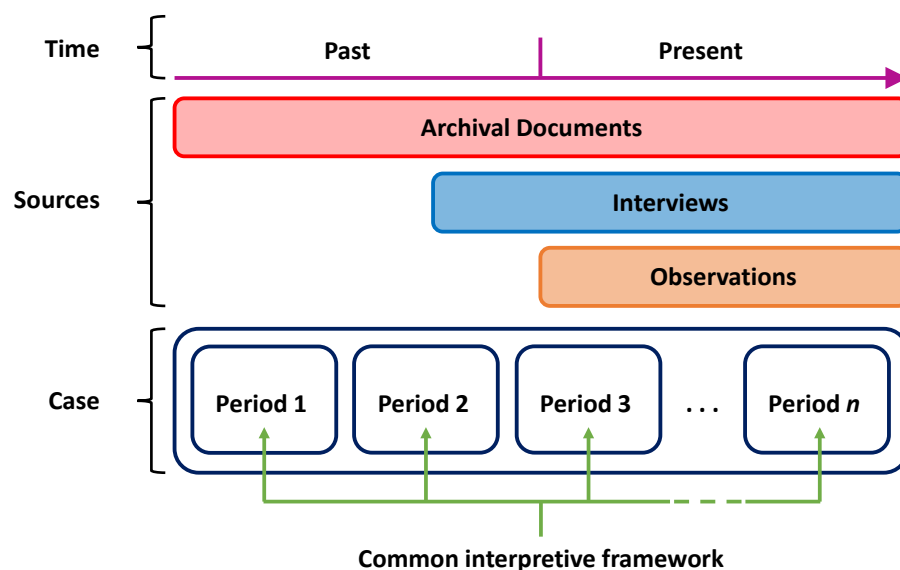 Time
Past
Present
Archival Documents
Sources
Interviews
Observations
Case
Period 1
Period 2
Period 3
. . .
Period n
Common interpretive framework